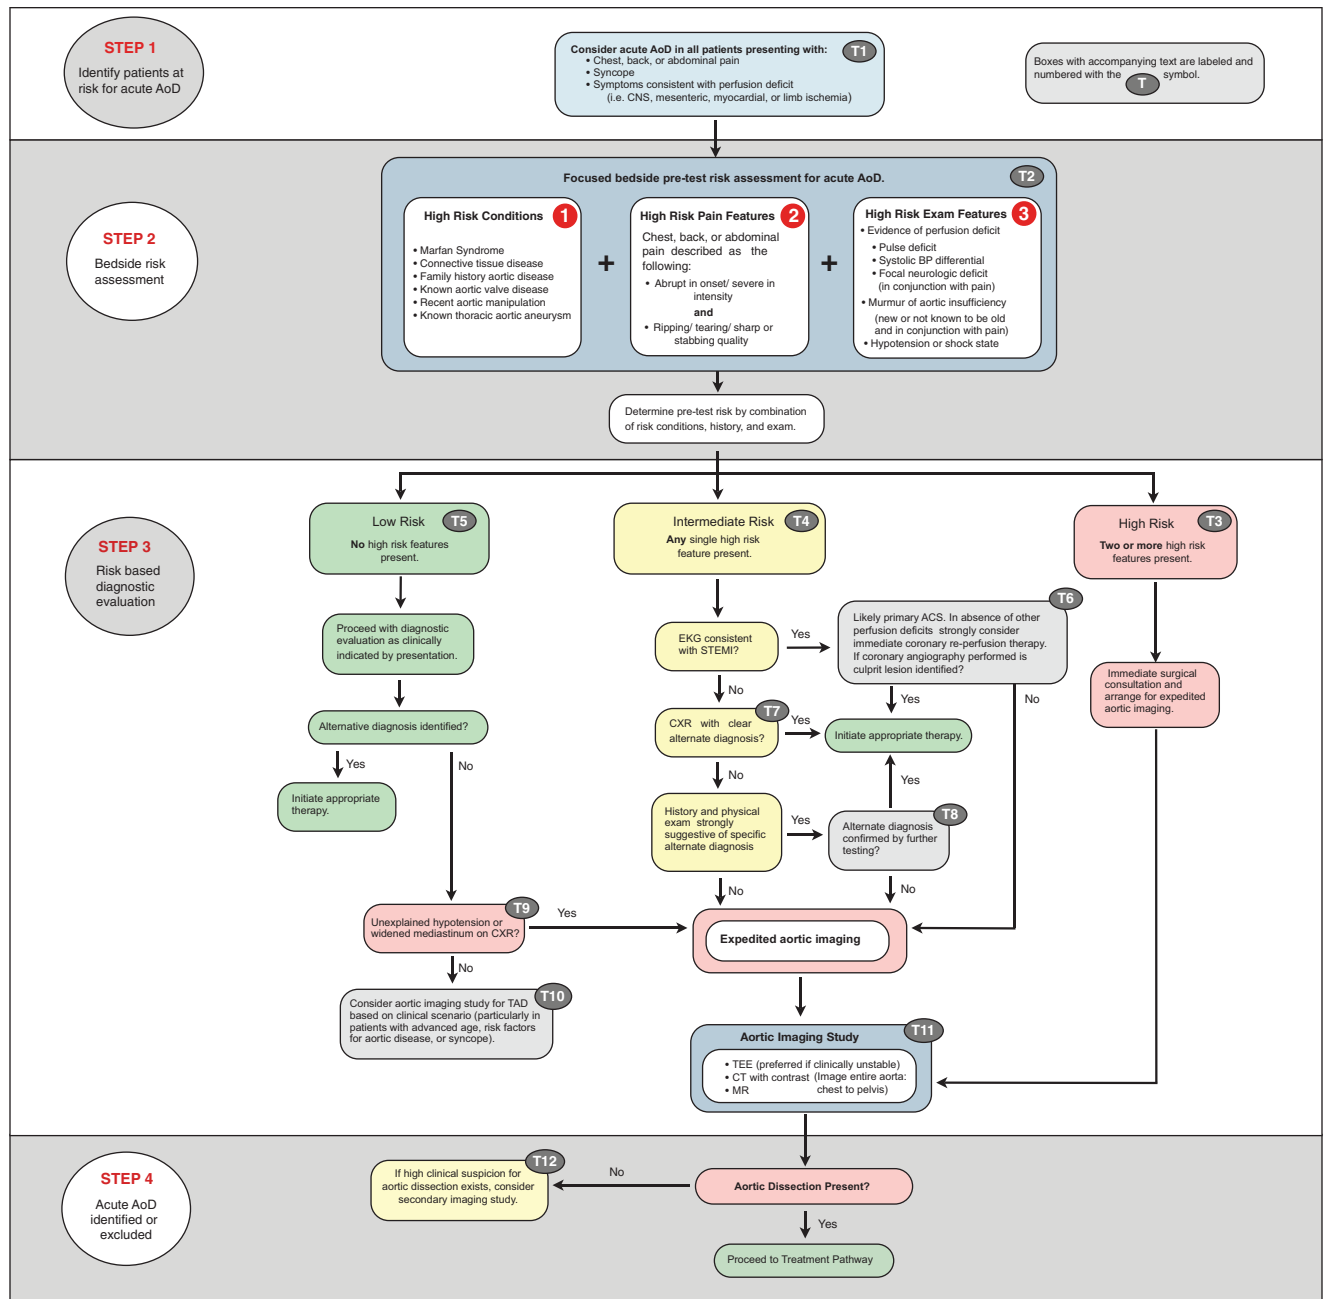 STEP 1
Identify patients at
risk for acute AoD
Consider acute AoD in all patients presenting with:
T1
• Chest, back, or abdominal pain
• Syncope
• Symptoms consistent with perfusion deficit
(i.e. CNS, mesenteric, myocardial, or limb ischemia)
Boxes with accompanying text are labeled and
numbered with the T symbol.
STEP 2
Bedside risk
assessment
Focused bedside pre-test risk assessment for acute AoD.
T2
High Risk Conditions
1
• Marfan Syndrome
• Connective tissue disease
• Family history aortic disease
• Known aortic valve disease
• Recent aortic manipulation
• Known thoracic aortic aneurysm
+
High Risk Pain Features
2
Chest, back, or abdominal
pain described as the
following:
• Abrupt in onset/ severe in
intensity
and
• Ripping/ tearing/ sharp or
stabbing quality
+
High Risk Exam Features
3
• Evidence of perfusion deficit
• Pulse deficit
• Systolic BP differential
• Focal neurologic deficit
(in conjunction with pain)
• Murmur of aortic insufficiency
(new or not known to be old
and in conjunction with pain)
• Hypotension or shock state
Determine pre-test risk by combination
of risk conditions, history, and exam.
STEP 3
Risk based
diagnostic
evaluation
Low Risk
T5
No high risk features
present.
Intermediate Risk
T4
Any single high risk
feature present.
High Risk
T3
Two or more high risk
features present.
Proceed with diagnostic
evaluation as clinically
indicated by presentation.
Alternative diagnosis identified?
Yes
No
Initiate appropriate
therapy.
EKG consistent
with STEMI?
Yes
No
T6
Likely primary ACS. In absence of other
perfusion deficits strongly consider
immediate coronary re-perfusion therapy.
If coronary angiography performed is
culprit lesion identified?
Yes
No
Immediate surgical
consultation and
arrange for expedited
aortic imaging.
T7
CXR with clear
alternate diagnosis?
Yes
No
Initiate appropriate therapy.
Yes
History and physical
exam strongly
suggestive of specific
alternate diagnosis
Yes
No
T8
Alternate diagnosis
confirmed by further
testing?
No
T9
Unexplained hypotension or
widened mediastinum on CXR?
Yes
No
Expedited aortic imaging
T10
Consider aortic imaging study for TAD
based on clinical scenario (particularly in
patients with advanced age, risk factors
for aortic disease, or syncope).
Aortic Imaging Study
T11
• TEE (preferred if clinically unstable)
• CT with contrast (Image entire aorta:
• MR chest to pelvis)
STEP 4
Acute AoD
identified or
excluded
T12
If high clinical suspicion for
aortic dissection exists, consider
secondary imaging study.
No
Aortic Dissection Present?
Yes
Proceed to Treatment Pathway